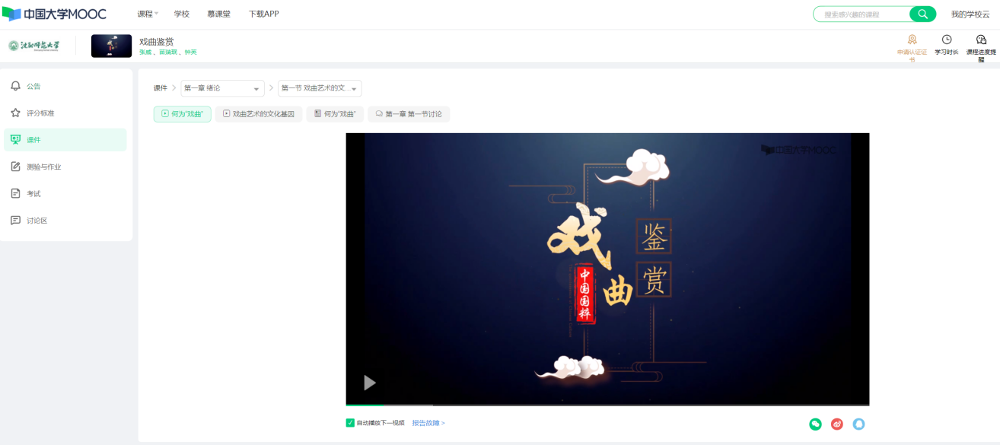 中国大学MOOC 课程 学校 慕课堂 下载APP 搜索感兴趣的课程 我的学校云
沈阳师范大学 戏曲鉴赏
张威、苗瑞珉、钟英
申请认证证书 学习时长 课程进度提醒
公告
评分标准
课件
测验与作业
考试
讨论区
课件 > 第一章 绪论 > 第一节 戏曲艺术的文...
何为“戏曲” 戏曲艺术的文化基因 何为“戏曲” 第一章 第一节讨论
中国大学MOOC
戏曲
鉴赏
中国国粹
自动播放下一视频 报告故障 >